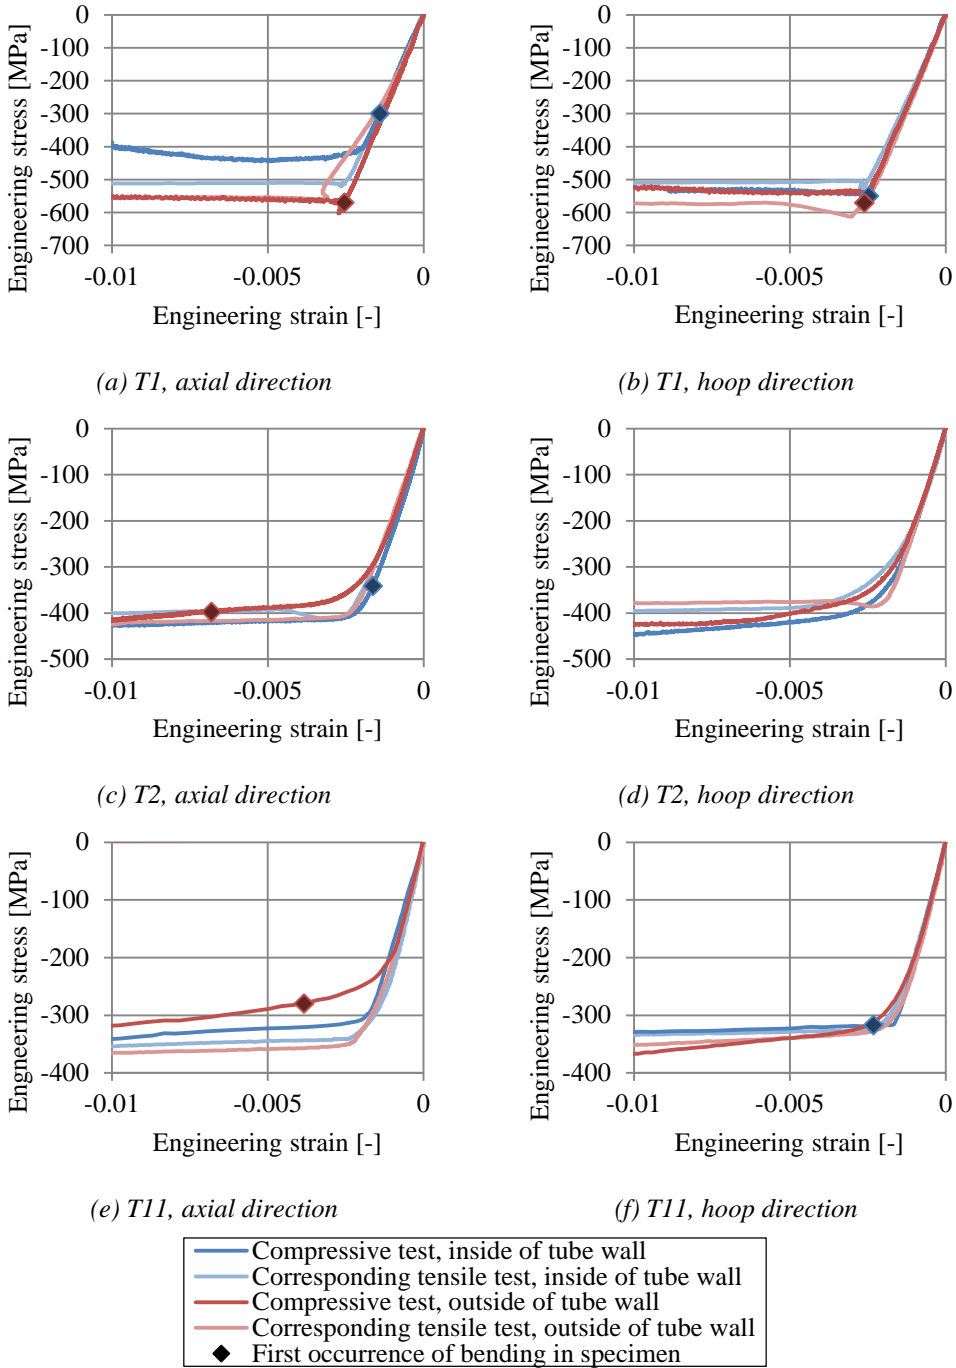 0
-100
-200
-300
-400
-500
-600
-700
-0.01 -0.005 0
Engineering stress [MPa]
Engineering strain [-]
(a) T1, axial direction
0
-100
-200
-300
-400
-500
-600
-700
-0.01 -0.005 0
Engineering stress [MPa]
Engineering strain [-]
(b) T1, hoop direction
0
-100
-200
-300
-400
-500
-0.01 -0.005 0
Engineering stress [MPa]
Engineering strain [-]
(c) T2, axial direction
0
-100
-200
-300
-400
-500
-0.01 -0.005 0
Engineering stress [MPa]
Engineering strain [-]
(d) T2, hoop direction
0
-100
-200
-300
-400
-0.01 -0.005 0
Engneering stress [MPa]
Engineering strain [-]
(e) T11, axial direction
0
-100
-200
-300
-400
-0.01 -0.005 0
Engineering stress [MPa]
Engineering strain [-]
(f) T11, hoop direction
Compressive test, inside of tube wall
Corresponding tensile test, inside of tube wall
Compressive test, outside of tube wall
Corresponding tensile test, outside of tube wall
First occurrence of bending in specimen